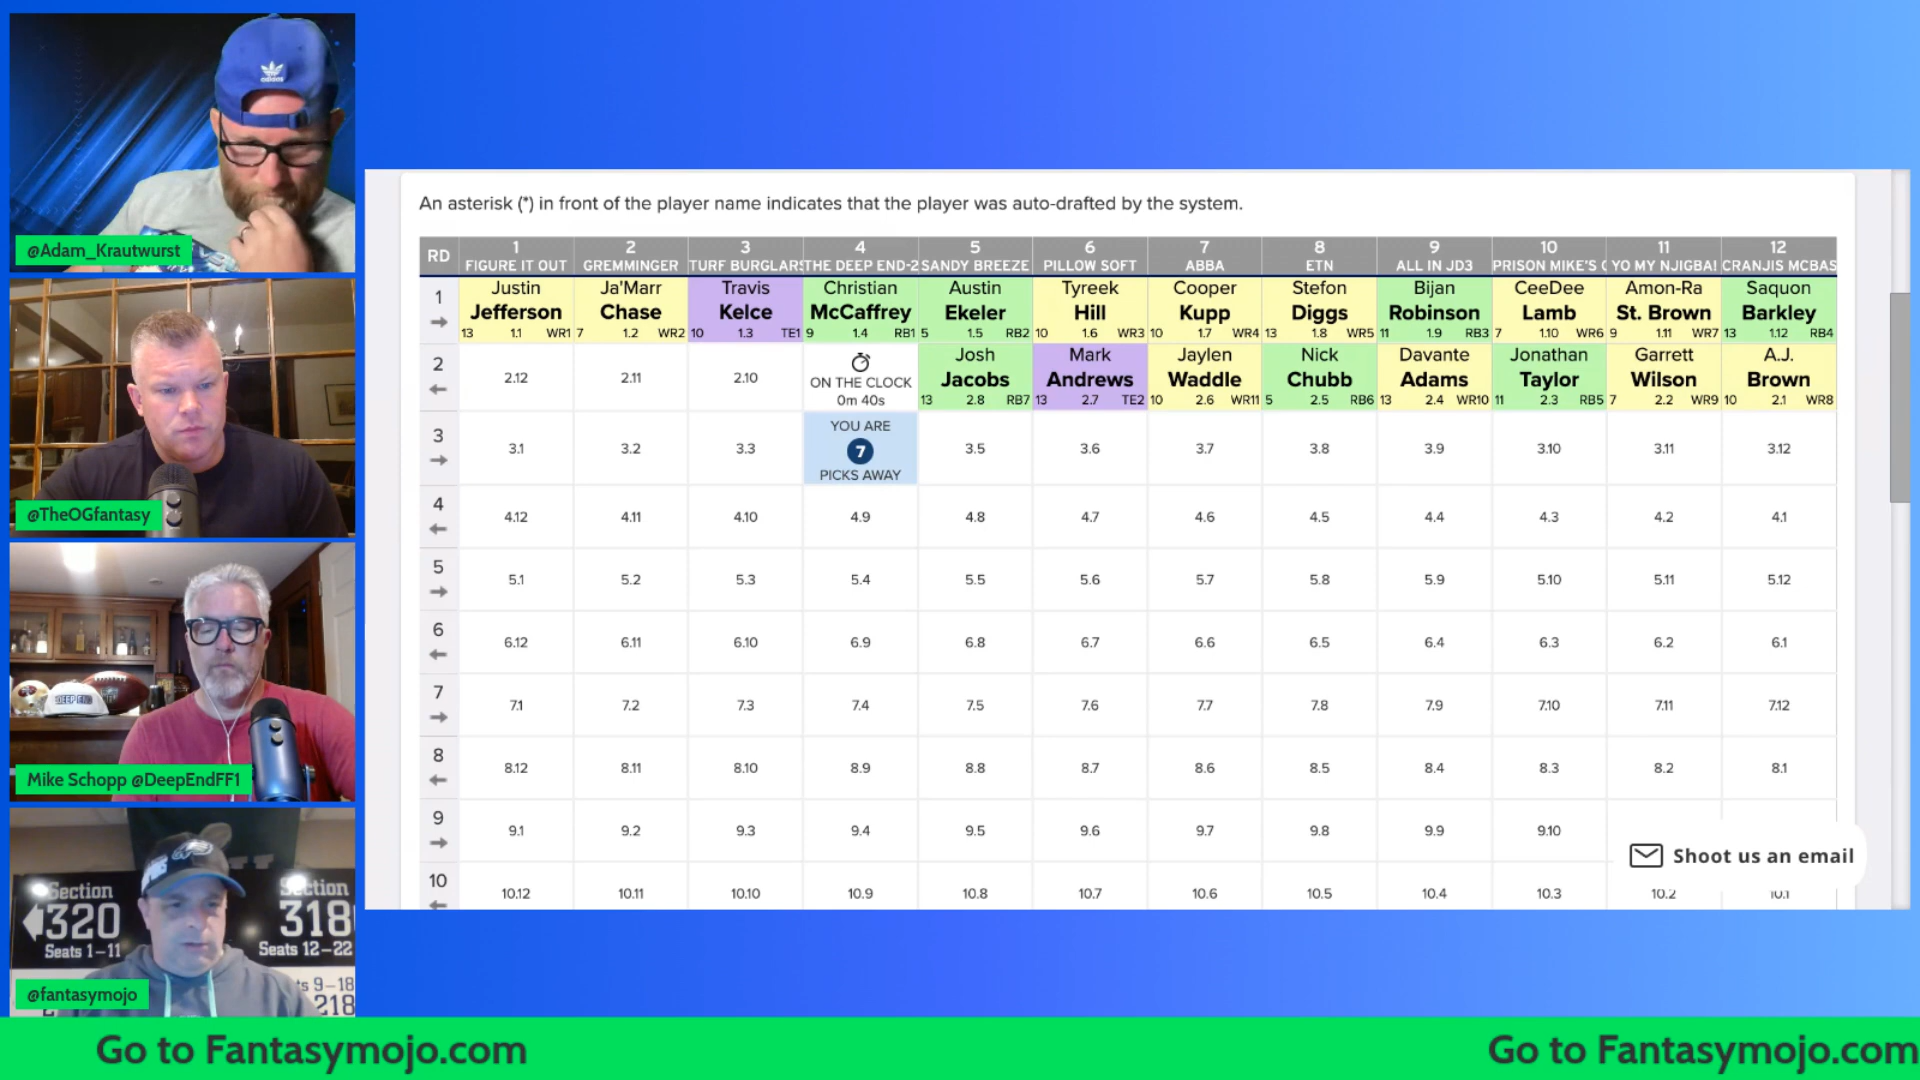 adidas
@Adam_Krautwurst
@TheOGfantasy
DEEP END
Mike Schopp @DeepEndFF1
Section
320
Seats 1-11
Section
318
Seats 12-22
s 9-18
218
@fantasymojo
An asterisk (*) in front of the player name indicates that the player was auto-drafted by the system.
RD 1 2 3 4 5 6 7 8 9 10 11 12
FIGURE IT OUT GREMMINGER TURF BURGLARS THE DEEP END-2 SANDY BREEZE PILLOW SOFT ABBA ETN ALL IN JD3 PRISON MIKE'S ( YO MY NJIGBA! CRANJIS MCBAS
1 Justin Ja'Marr Travis Christian Austin Tyreek Cooper Stefon Bijan CeeDee Amon-Ra Saquon
→ Jefferson Chase Kelce McCaffrey Ekeler Hill Kupp Diggs Robinson Lamb St. Brown Barkley
13 1.1 WR1 7 1.2 WR2 10 1.3 TE1 9 1.4 RB1 5 1.5 RB2 10 1.6 WR3 10 1.7 WR4 13 1.8 WR5 11 1.9 RB3 7 1.10 WR6 9 1.11 WR7 13 1.12 RB4
2 2.12 2.11 2.10 ON THE CLOCK Josh Mark Jaylen Nick Davante Jonathan Garrett A.J.
← 0m 40s Jacobs Andrews Waddle Chubb Adams Taylor Wilson Brown
13 2.8 RB7 13 2.7 TE2 10 2.6 WR11 5 2.5 RB6 13 2.4 WR10 11 2.3 RB5 7 2.2 WR9 10 2.1 WR8
3 → 3.1 3.2 3.3 YOU ARE 7 PICKS AWAY 3.5 3.6 3.7 3.8 3.9 3.10 3.11 3.12
4 ← 4.12 4.11 4.10 4.9 4.8 4.7 4.6 4.5 4.4 4.3 4.2 4.1
5 → 5.1 5.2 5.3 5.4 5.5 5.6 5.7 5.8 5.9 5.10 5.11 5.12
6 ← 6.12 6.11 6.10 6.9 6.8 6.7 6.6 6.5 6.4 6.3 6.2 6.1
7 → 7.1 7.2 7.3 7.4 7.5 7.6 7.7 7.8 7.9 7.10 7.11 7.12
8 ← 8.12 8.11 8.10 8.9 8.8 8.7 8.6 8.5 8.4 8.3 8.2 8.1
9 → 9.1 9.2 9.3 9.4 9.5 9.6 9.7 9.8 9.9 9.10
10 ← 10.12 10.11 10.10 10.9 10.8 10.7 10.6 10.5 10.4 10.3 10.2 10.1
Shoot us an email
Go to Fantasymojo.com
Go to Fantasymojo.com